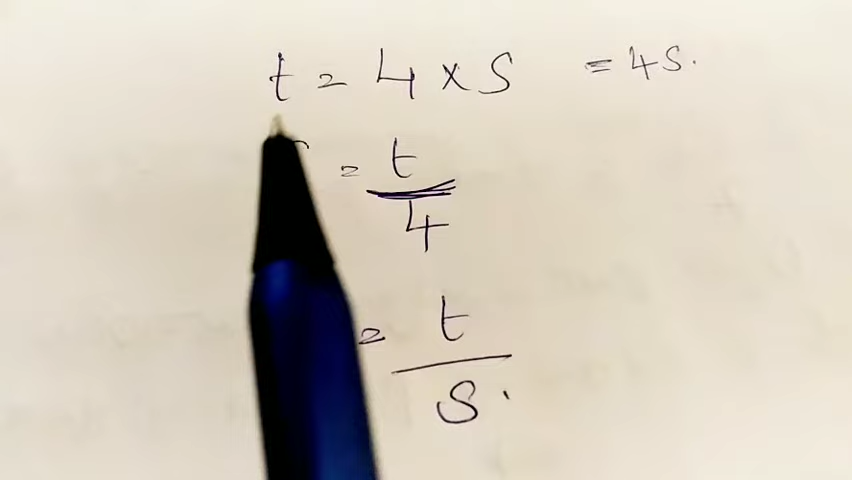 t = 4 × S = 4S.
= t/4
= t/S.